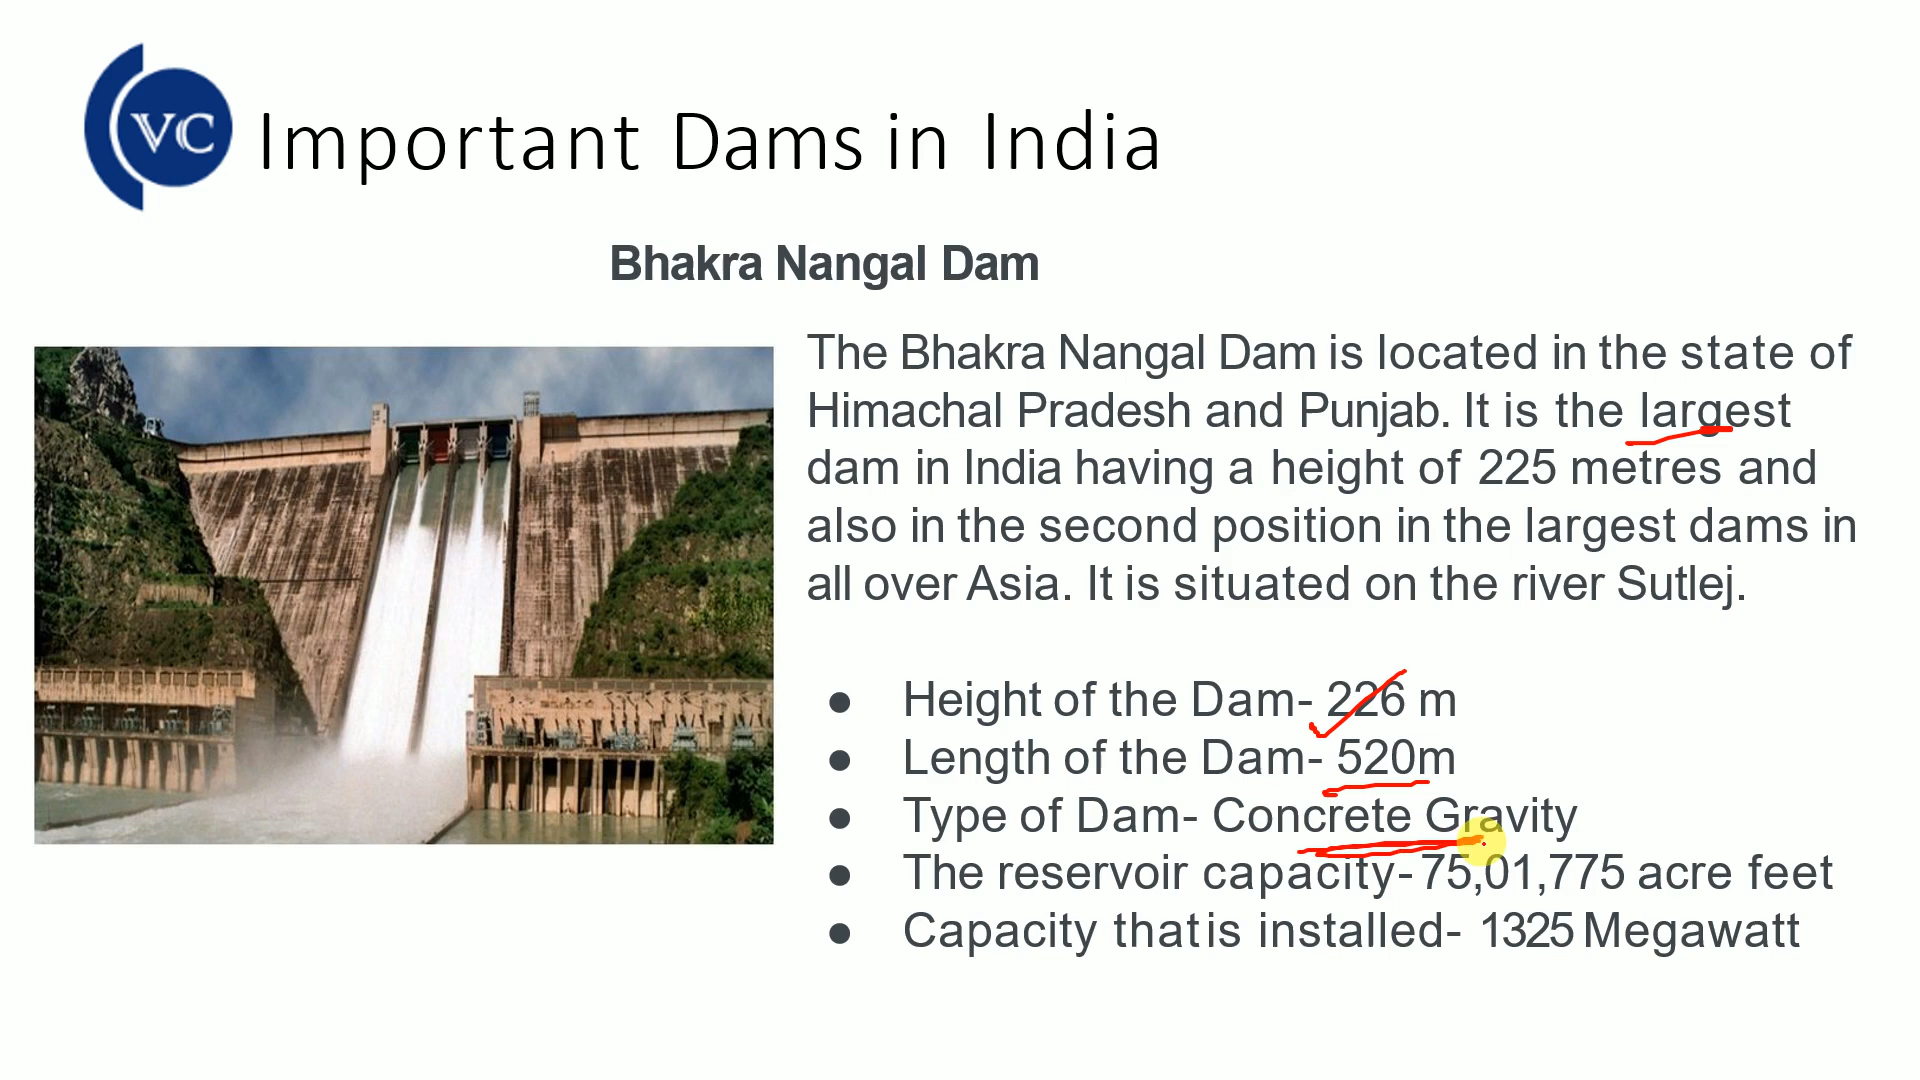 VC
Important Dams in India
Bhakra Nangal Dam
The Bhakra Nangal Dam is located in the state of
Himachal Pradesh and Punjab. It is the largest
dam in India having a height of 225 metres and
also in the second position in the largest dams in
all over Asia. It is situated on the river Sutlej.
● Height of the Dam- 226 m
● Length of the Dam- 520m
● Type of Dam- Concrete Gravity
● The reservoir capacity- 75,01,775 acre feet
● Capacity that is installed- 1325 Megawatt